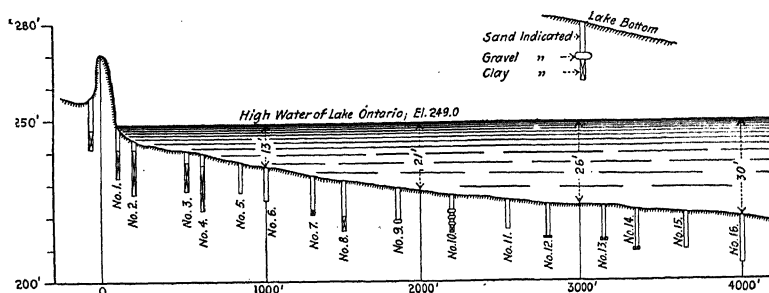 280'
Lake Bottom
Sand Indicated
Gravel "
Clay "
250'
High Water of Lake Ontario, El. 249.0
13'
21'
26'
30'
No.1.
No.2.
No.3.
No.4.
No.5.
No.6.
No.7.
No.8.
No.9.
No.10.
No.11.
No.12.
No.13.
No.14.
No.15.
No.16.
200'
0
1000'
2000'
3000'
4000'